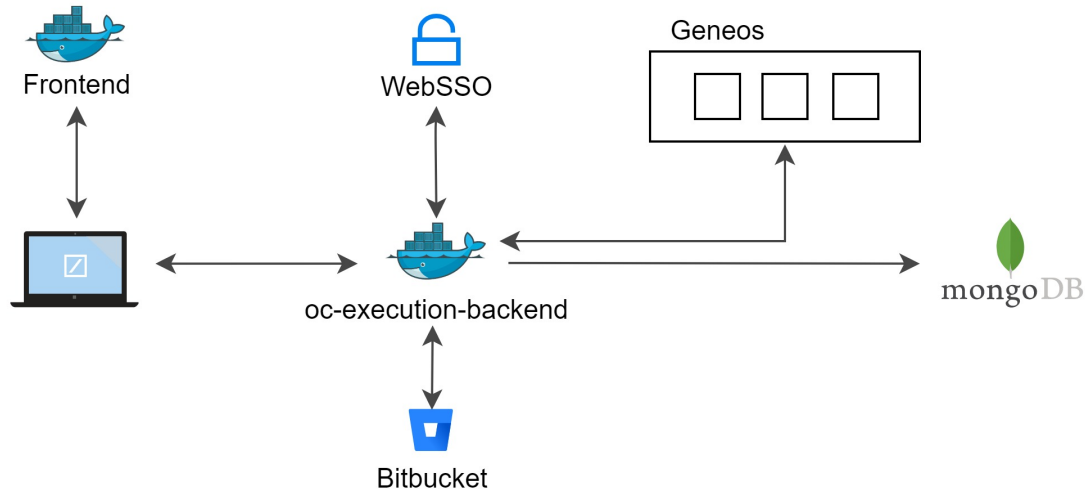 Geneos
Frontend
WebSSO
oc-execution-backend
mongoDB
Bitbucket